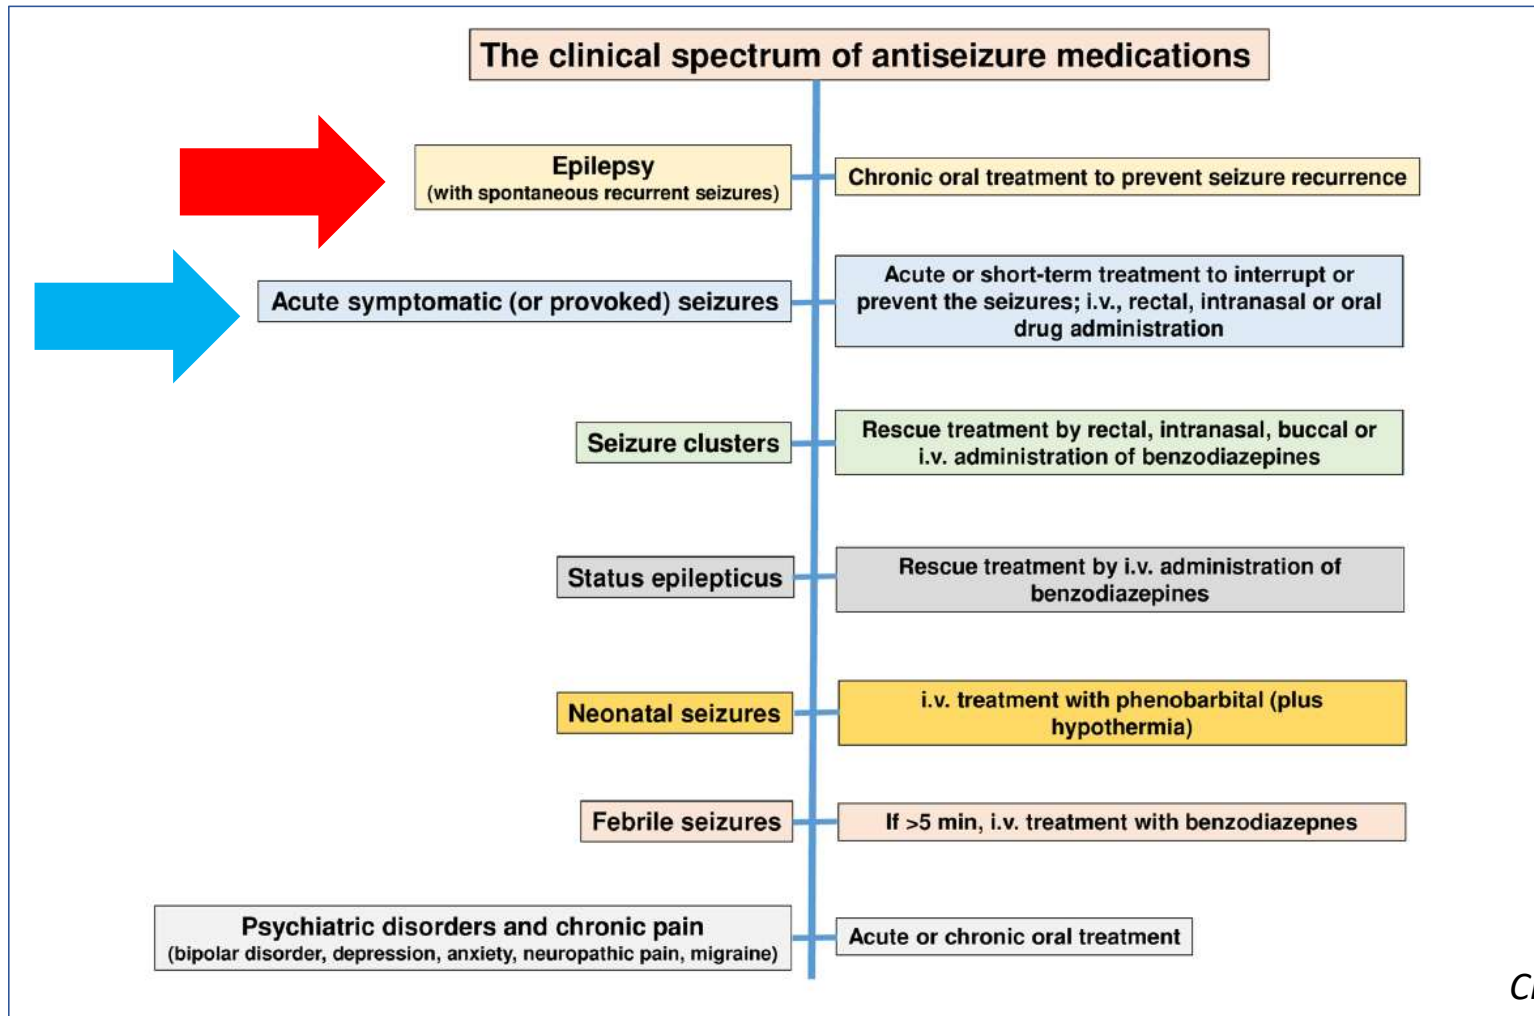 The clinical spectrum of antiseizure medications
Epilepsy
(with spontaneous recurrent seizures)
Chronic oral treatment to prevent seizure recurrence
Acute symptomatic (or provoked) seizures
Acute or short-term treatment to interrupt or
prevent the seizures; i.v., rectal, intranasal or oral
drug administration
Seizure clusters
Rescue treatment by rectal, intranasal, buccal or
i.v. administration of benzodiazepines
Status epilepticus
Rescue treatment by i.v. administration of
benzodiazepines
Neonatal seizures
i.v. treatment with phenobarbital (plus
hypothermia)
Febrile seizures
If >5 min, i.v. treatment with benzodiazepnes
Psychiatric disorders and chronic pain
(bipolar disorder, depression, anxiety, neuropathic pain, migraine)
Acute or chronic oral treatment